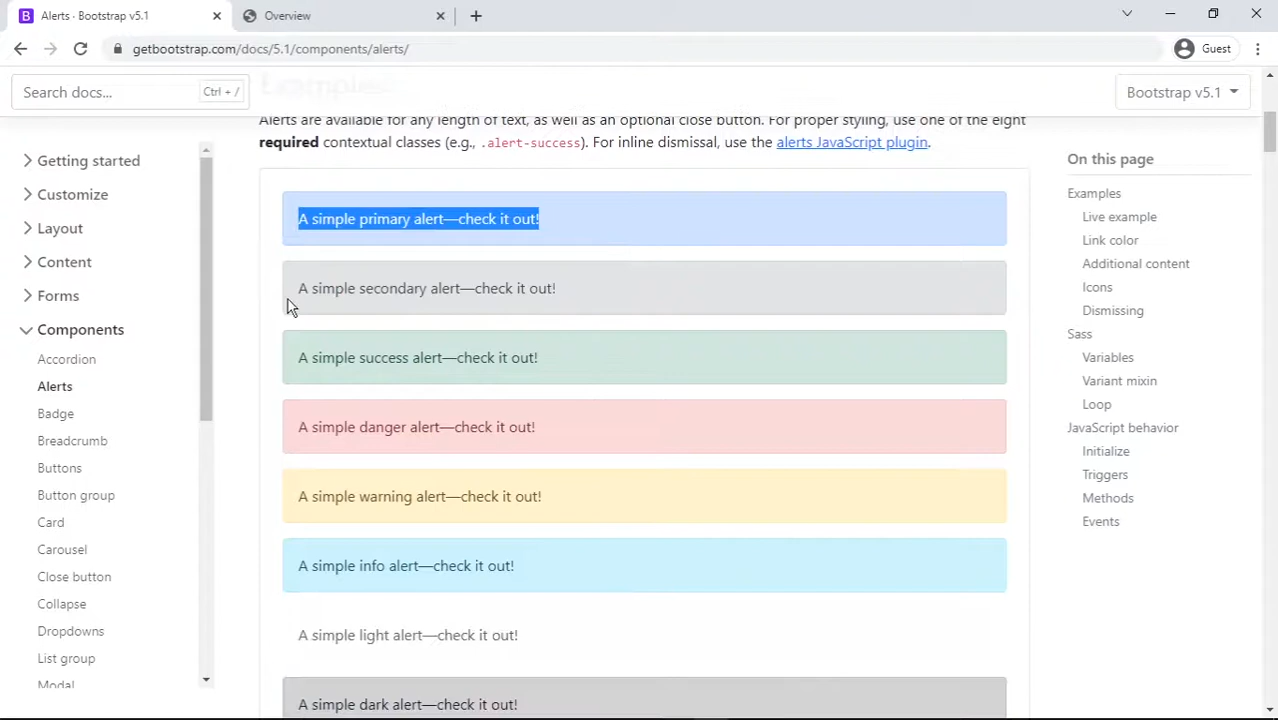 Alerts · Bootstrap v5.1
Overview
getbootstrap.com/docs/5.1/components/alerts/
Guest
Search docs...
Ctrl + /
Bootstrap v5.1
Getting started
Customize
Layout
Content
Forms
Components
Accordion
Alerts
Badge
Breadcrumb
Buttons
Button group
Card
Carousel
Close button
Collapse
Dropdowns
List group
Modal
Examples
Alerts are available for any length of text, as well as an optional close button. For proper styling, use one of the eight
required contextual classes (e.g., .alert-success). For inline dismissal, use the alerts JavaScript plugin.
A simple primary alert—check it out!
A simple secondary alert—check it out!
A simple success alert—check it out!
A simple danger alert—check it out!
A simple warning alert—check it out!
A simple info alert—check it out!
A simple light alert—check it out!
A simple dark alert—check it out!
On this page
Examples
Live example
Link color
Additional content
Icons
Dismissing
Sass
Variables
Variant mixin
Loop
JavaScript behavior
Initialize
Triggers
Methods
Events